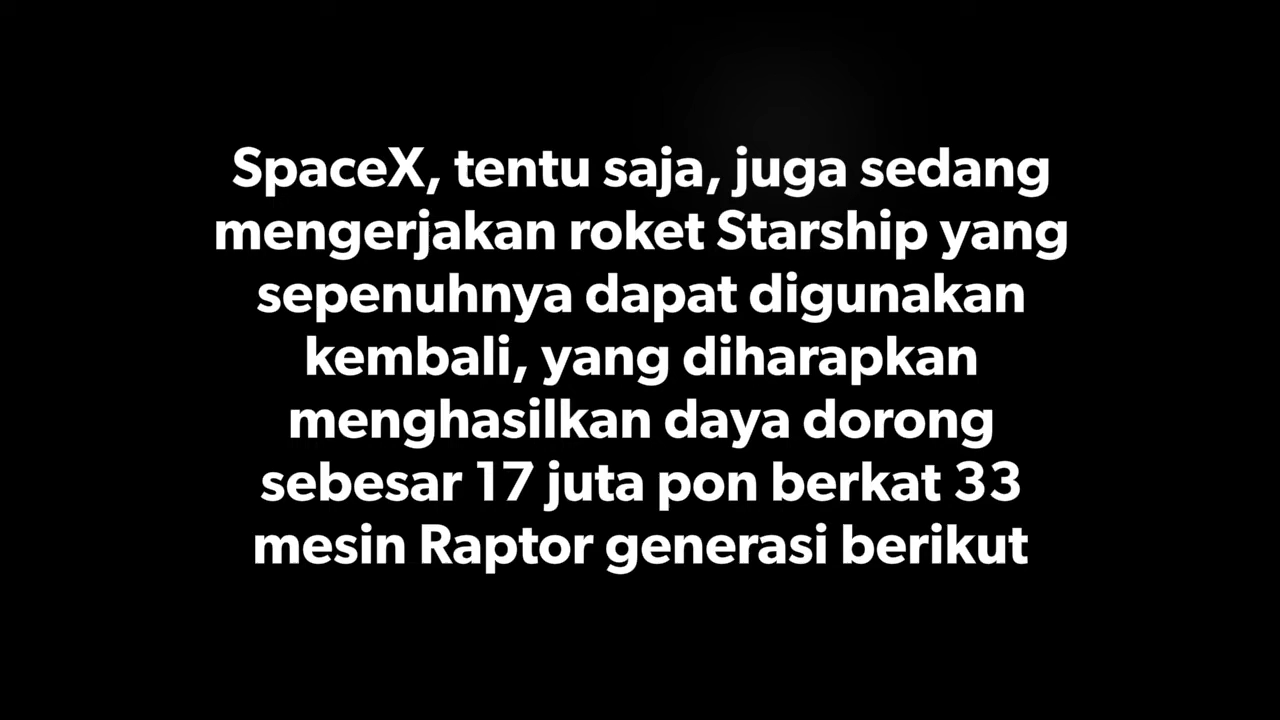 SpaceX, tentu saja, juga sedang
mengerjakan roket Starship yang
sepenuhnya dapat digunakan
kembali, yang diharapkan
menghasilkan daya dorong
sebesar 17 juta pon berkat 33
mesin Raptor generasi berikut